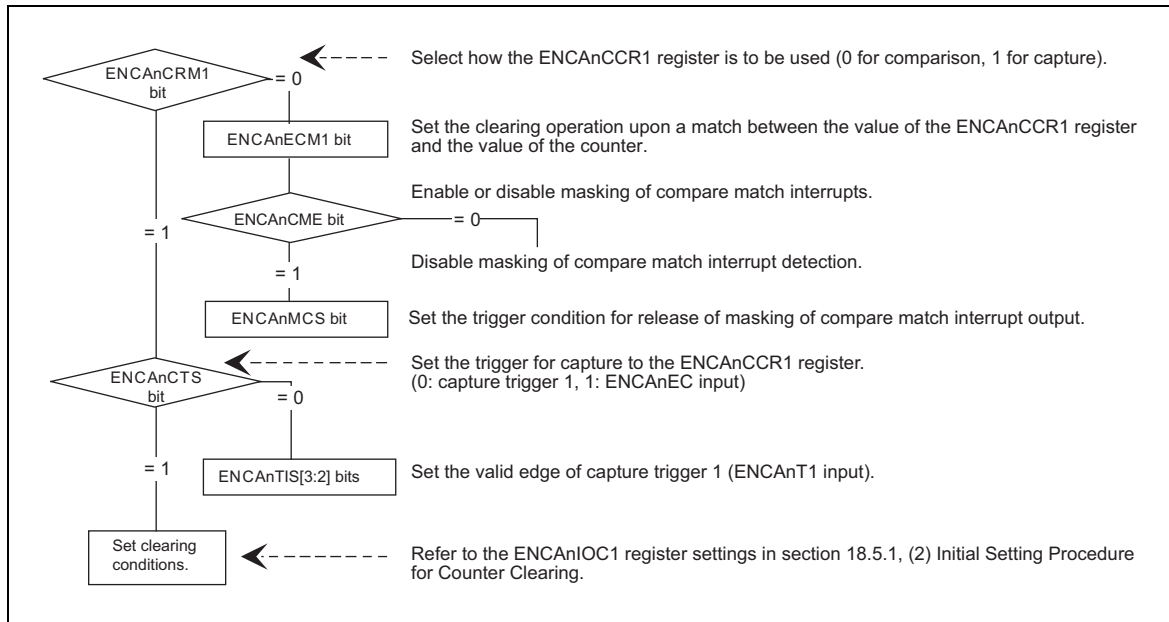 Select how the ENCAnCCR1 register is to be used (0 for comparison, 1 for capture).
ENCAnCRM1
bit
= 0
Set the clearing operation upon a match between the value of the ENCAnCCR1 register
and the value of the counter.
ENCAnECM1 bit
Enable or disable masking of compare match interrupts.
ENCAnCME bit
= 0
= 1
Disable masking of compare match interrupt detection.
= 1
ENCAnMCS bit
Set the trigger condition for release of masking of compare match interrupt output.
Set the trigger for capture to the ENCAnCCR1 register.
(0: capture trigger 1, 1: ENCAnEC input)
ENCAnCTS
bit
= 0
= 1
ENCAnTIS[3:2] bits
Set the valid edge of capture trigger 1 (ENCAnT1 input).
Set clearing
conditions.
Refer to the ENCAnIOC1 register settings in section 18.5.1, (2) Initial Setting Procedure
for Counter Clearing.